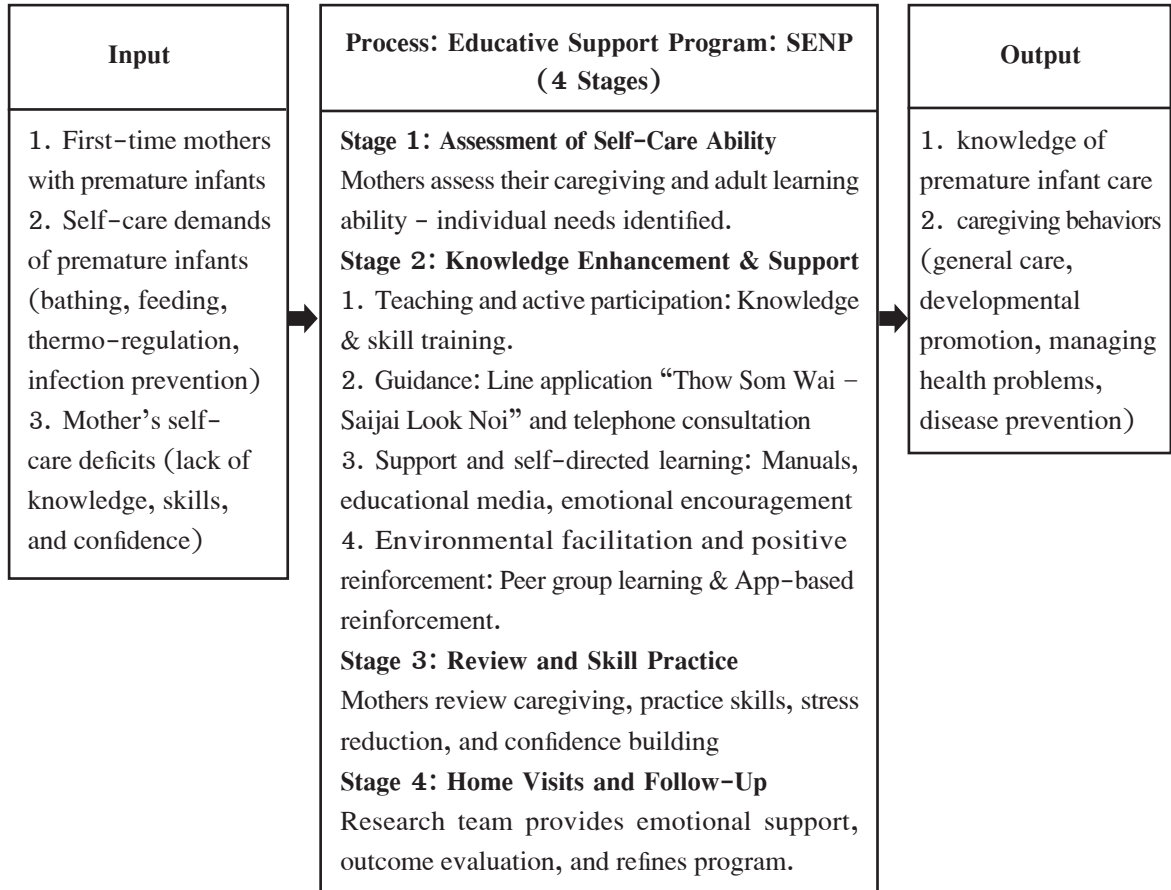 Input
1. First-time mothers
with premature infants
2. Self-care demands
of premature infants
(bathing, feeding,
thermo-regulation,
infection prevention)
3. Mother’s self-
care deficits (lack of
knowledge, skills,
and confidence)
Process: Educative Support Program: SENP
(4 Stages)
Stage 1: Assessment of Self-Care Ability
Mothers assess their caregiving and adult learning
ability - individual needs identified.
Stage 2: Knowledge Enhancement & Support
1. Teaching and active participation: Knowledge
& skill training.
2. Guidance: Line application “Thow Som Wai –
Saijai Look Noi” and telephone consultation
3. Support and self-directed learning: Manuals,
educational media, emotional encouragement
4. Environmental facilitation and positive
reinforcement: Peer group learning & App-based
reinforcement.
Stage 3: Review and Skill Practice
Mothers review caregiving, practice skills, stress
reduction, and confidence building
Stage 4: Home Visits and Follow-Up
Research team provides emotional support,
outcome evaluation, and refines program.
Output
1. knowledge of
premature infant care
2. caregiving behaviors
(general care,
developmental
promotion, managing
health problems,
disease prevention)